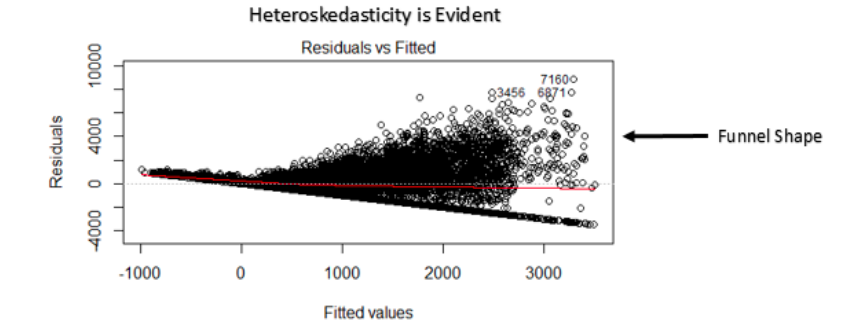 Heteroskedasticity is Evident
Residuals vs Fitted
10000
4000
0
-4000
Residuals
7160
3456 6871
Funnel Shape
-1000 0 1000 2000 3000
Fitted values